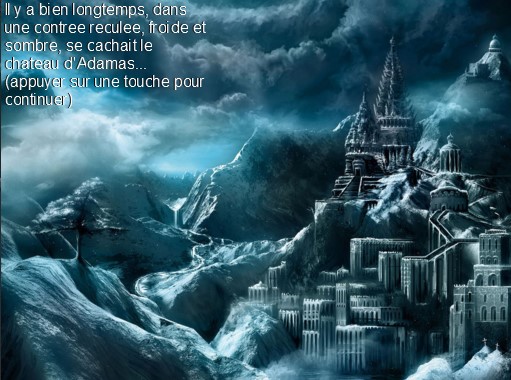 Il y a bien longtemps, dans
une contree reculee, froide et
sombre, se cachait le
chateau d'Adamas...
(appuyer sur une touche pour
continuer)